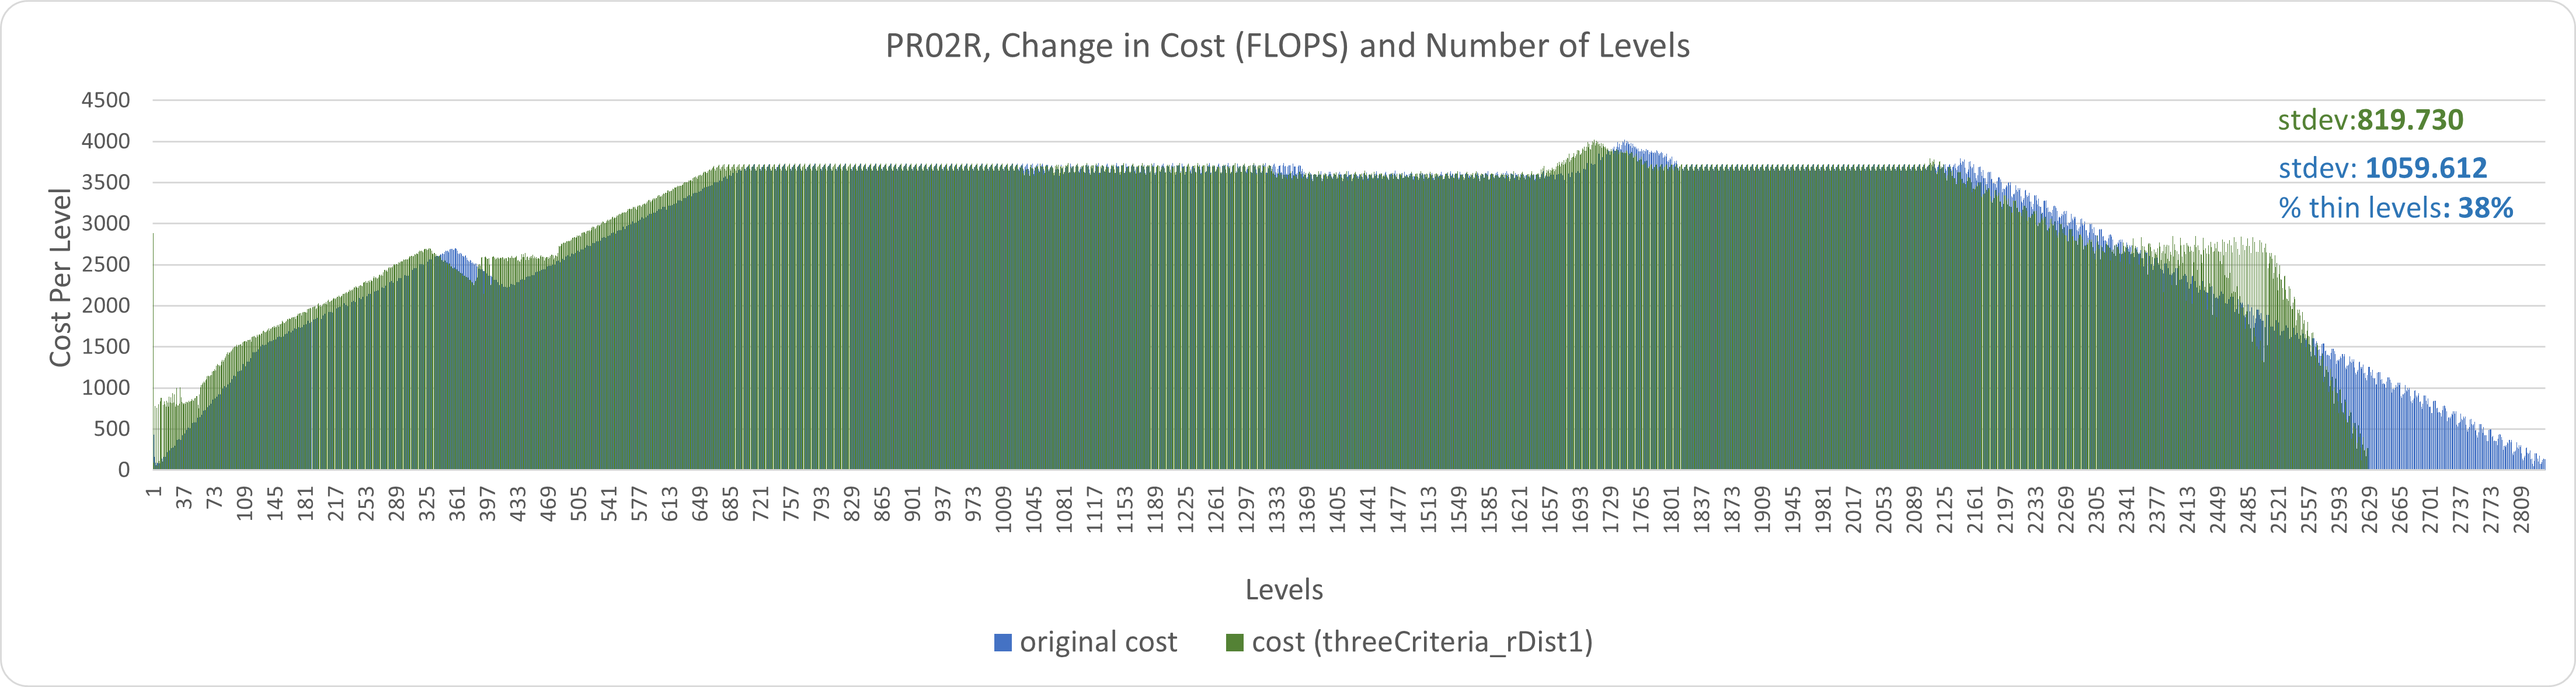 PR02R, Change in Cost (FLOPS) and Number of Levels
Cost Per Level
4500
4000
3500
3000
2500
2000
1500
1000
500
0
stdev:819.730
stdev: 1059.612
% thin levels: 38%
1 37 73 109 145 181 217 253 289 325 361 397 433 469 505 541 577 613 649 685 721 757 793 829 865 901 937 973 1009 1045 1081 1117 1153 1189 1225 1261 1297 1333 1369 1405 1441 1477 1513 1549 1585 1621 1657 1693 1729 1765 1801 1837 1873 1909 1945 1981 2017 2053 2089 2125 2161 2197 2233 2269 2305 2341 2377 2413 2449 2485 2521 2557 2593 2629 2665 2701 2737 2773 2809
Levels
original cost cost (threeCriteria_rDist1)